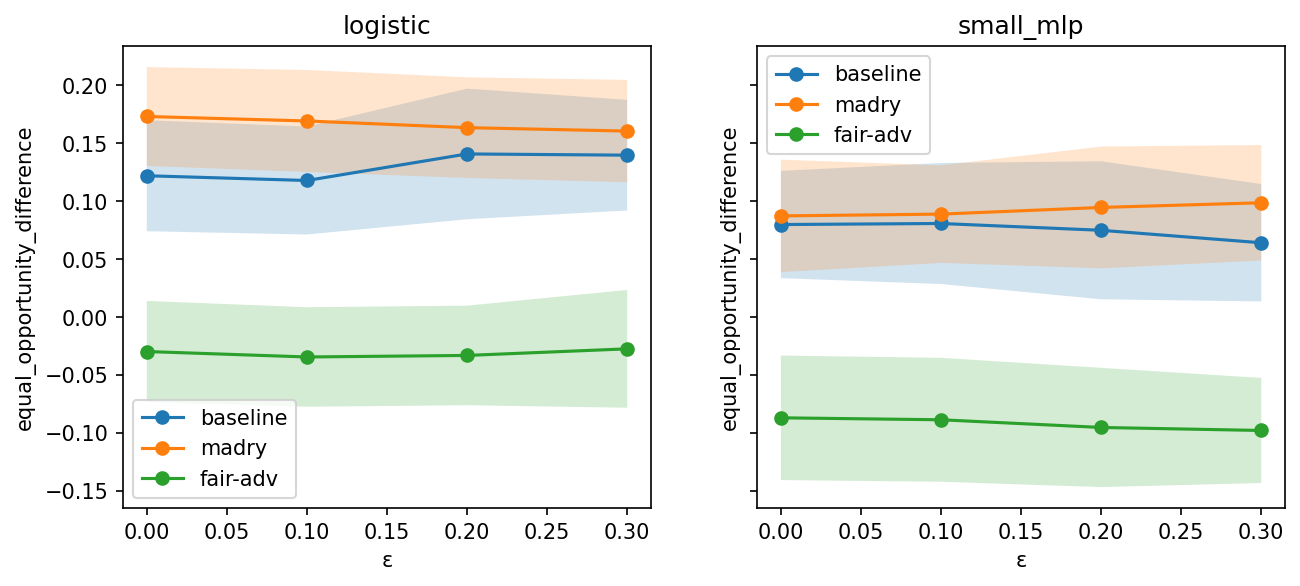 logistic
equal_opportunity_difference
0.20
0.15
0.10
0.05
0.00
−0.05
−0.10
−0.15
baseline
madry
fair-adv
0.00 0.05 0.10 0.15 0.20 0.25 0.30
ε
small_mlp
equal_opportunity_difference
baseline
madry
fair-adv
0.00 0.05 0.10 0.15 0.20 0.25 0.30
ε